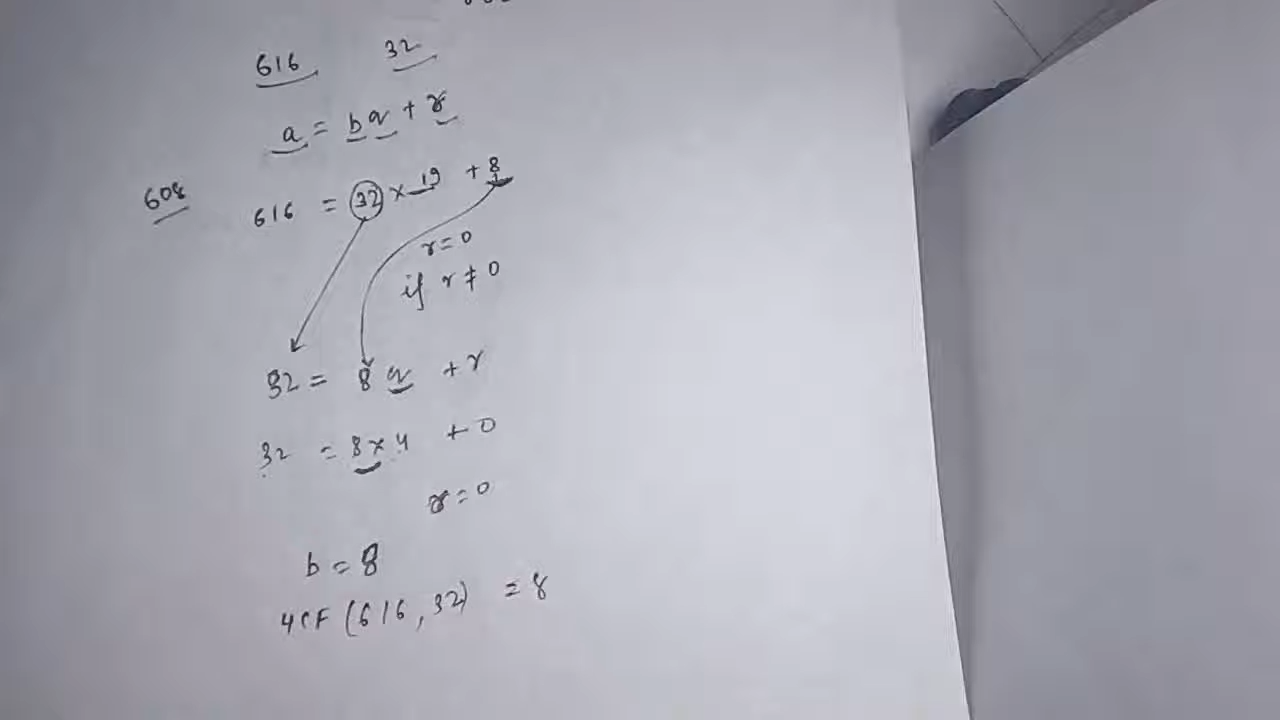 616 32
a = bq + r
608
616 = 32 × 19 + 8
r = 0
if r ≠ 0
32 = 8 q + r
32 = 8 × 4 + 0
r = 0
b = 8
HCF (616, 32) = 8